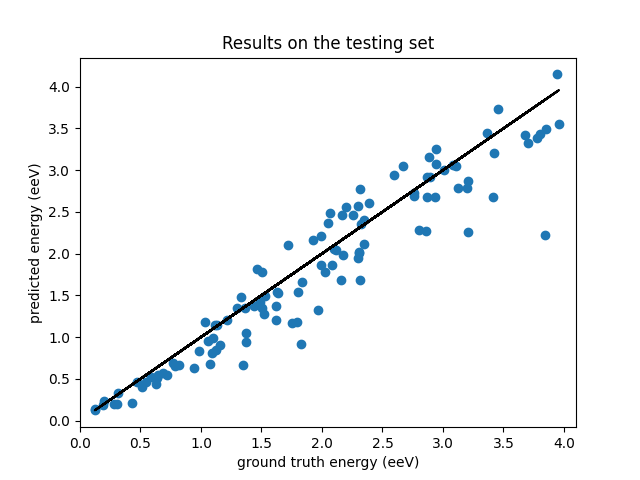 Results on the testing set
4.0
3.5
3.0
2.5
2.0
1.5
1.0
0.5
0.0
predicted energy (eeV)
0.0 0.5 1.0 1.5 2.0 2.5 3.0 3.5 4.0
ground truth energy (eeV)